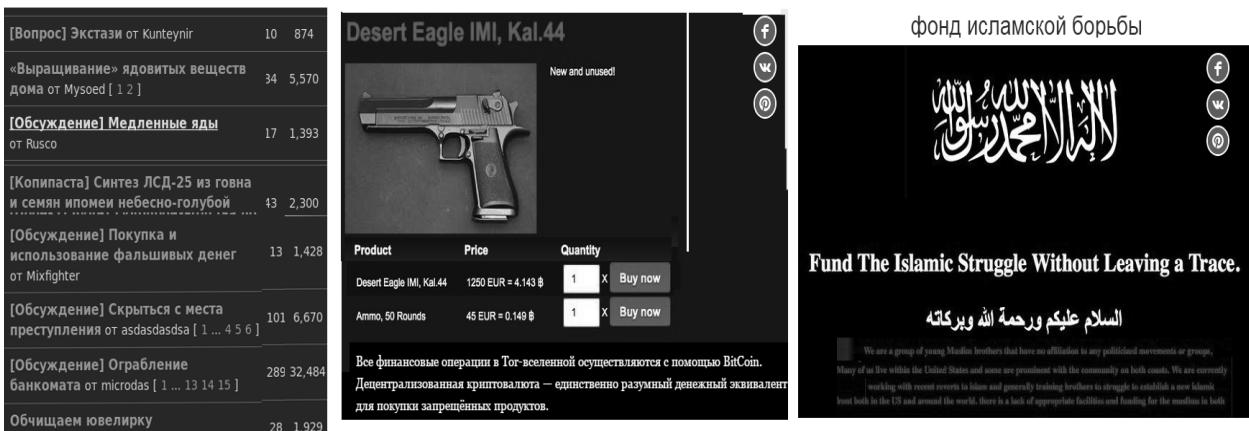 [Вопрос] Экстази от Kunteynir 10 874
«Выращивание» ядовитых веществ 34 5,570
дома от Mysoed [ 1 2 ]
[Обсуждение] Медленные яды 17 1,393
от Rusco
[Копипаста] Синтез ЛСД-25 из говна
и семян ипомеи небесно-голубой 43 2,300
[Обсуждение] Покупка и
использование фальшивых денег 13 1,428
от Mixfighter
[Обсуждение] Скрыться с места
преступления от asdasdasdsa [ 1 ... 4 5 6 ] 101 6,670
[Обсуждение] Ограбление
банкомата от microdas [ 1 ... 13 14 15 ] 289 32,484
Обчищаем ювелирку
28 1,929
Desert Eagle IMI, Kal.44
New and unused!
Product Price Quantity
Desert Eagle IMI, Kal.44 1250 EUR = 4.143 ฿ 1 X Buy now
Ammo, 50 Rounds 45 EUR = 0.149 ฿ 1 X Buy now
Все финансовые операции в Tor-вселенной осуществляются с помощью BitCoin.
Децентрализованная криптовалюта — единственно разумный денежный эквивалент
для покупки запрещённых продуктов.
фонд исламской борьбы
لا إله إلا الله محمد رسول الله
Fund The Islamic Struggle Without Leaving a Trace.
السلام عليكم ورحمة الله وبركاته
We are a group of young Muslim brothers that have no affiliation to any politicized movements or groups,
Many of us live within the United States and some are prominent with the community on both coasts. We are currently
working with recent reverts to islam and generally training brothers to struggle to establish a new islamic
front both in the US and around the world. there is a lack of appropriate facilities and funding for the muslims in both